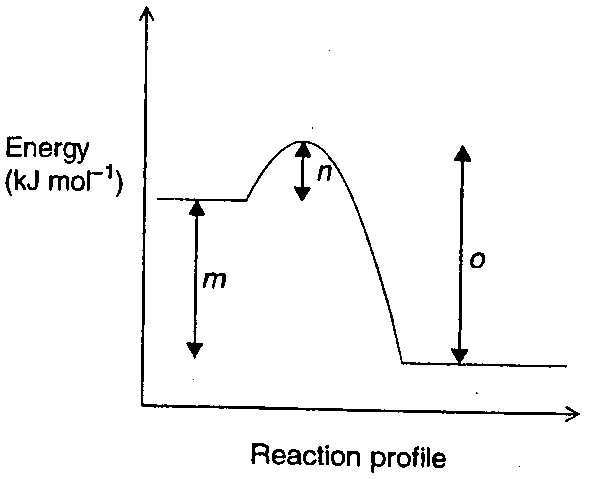 Energy
(kJ mol⁻¹)
n
m
o
Reaction profile